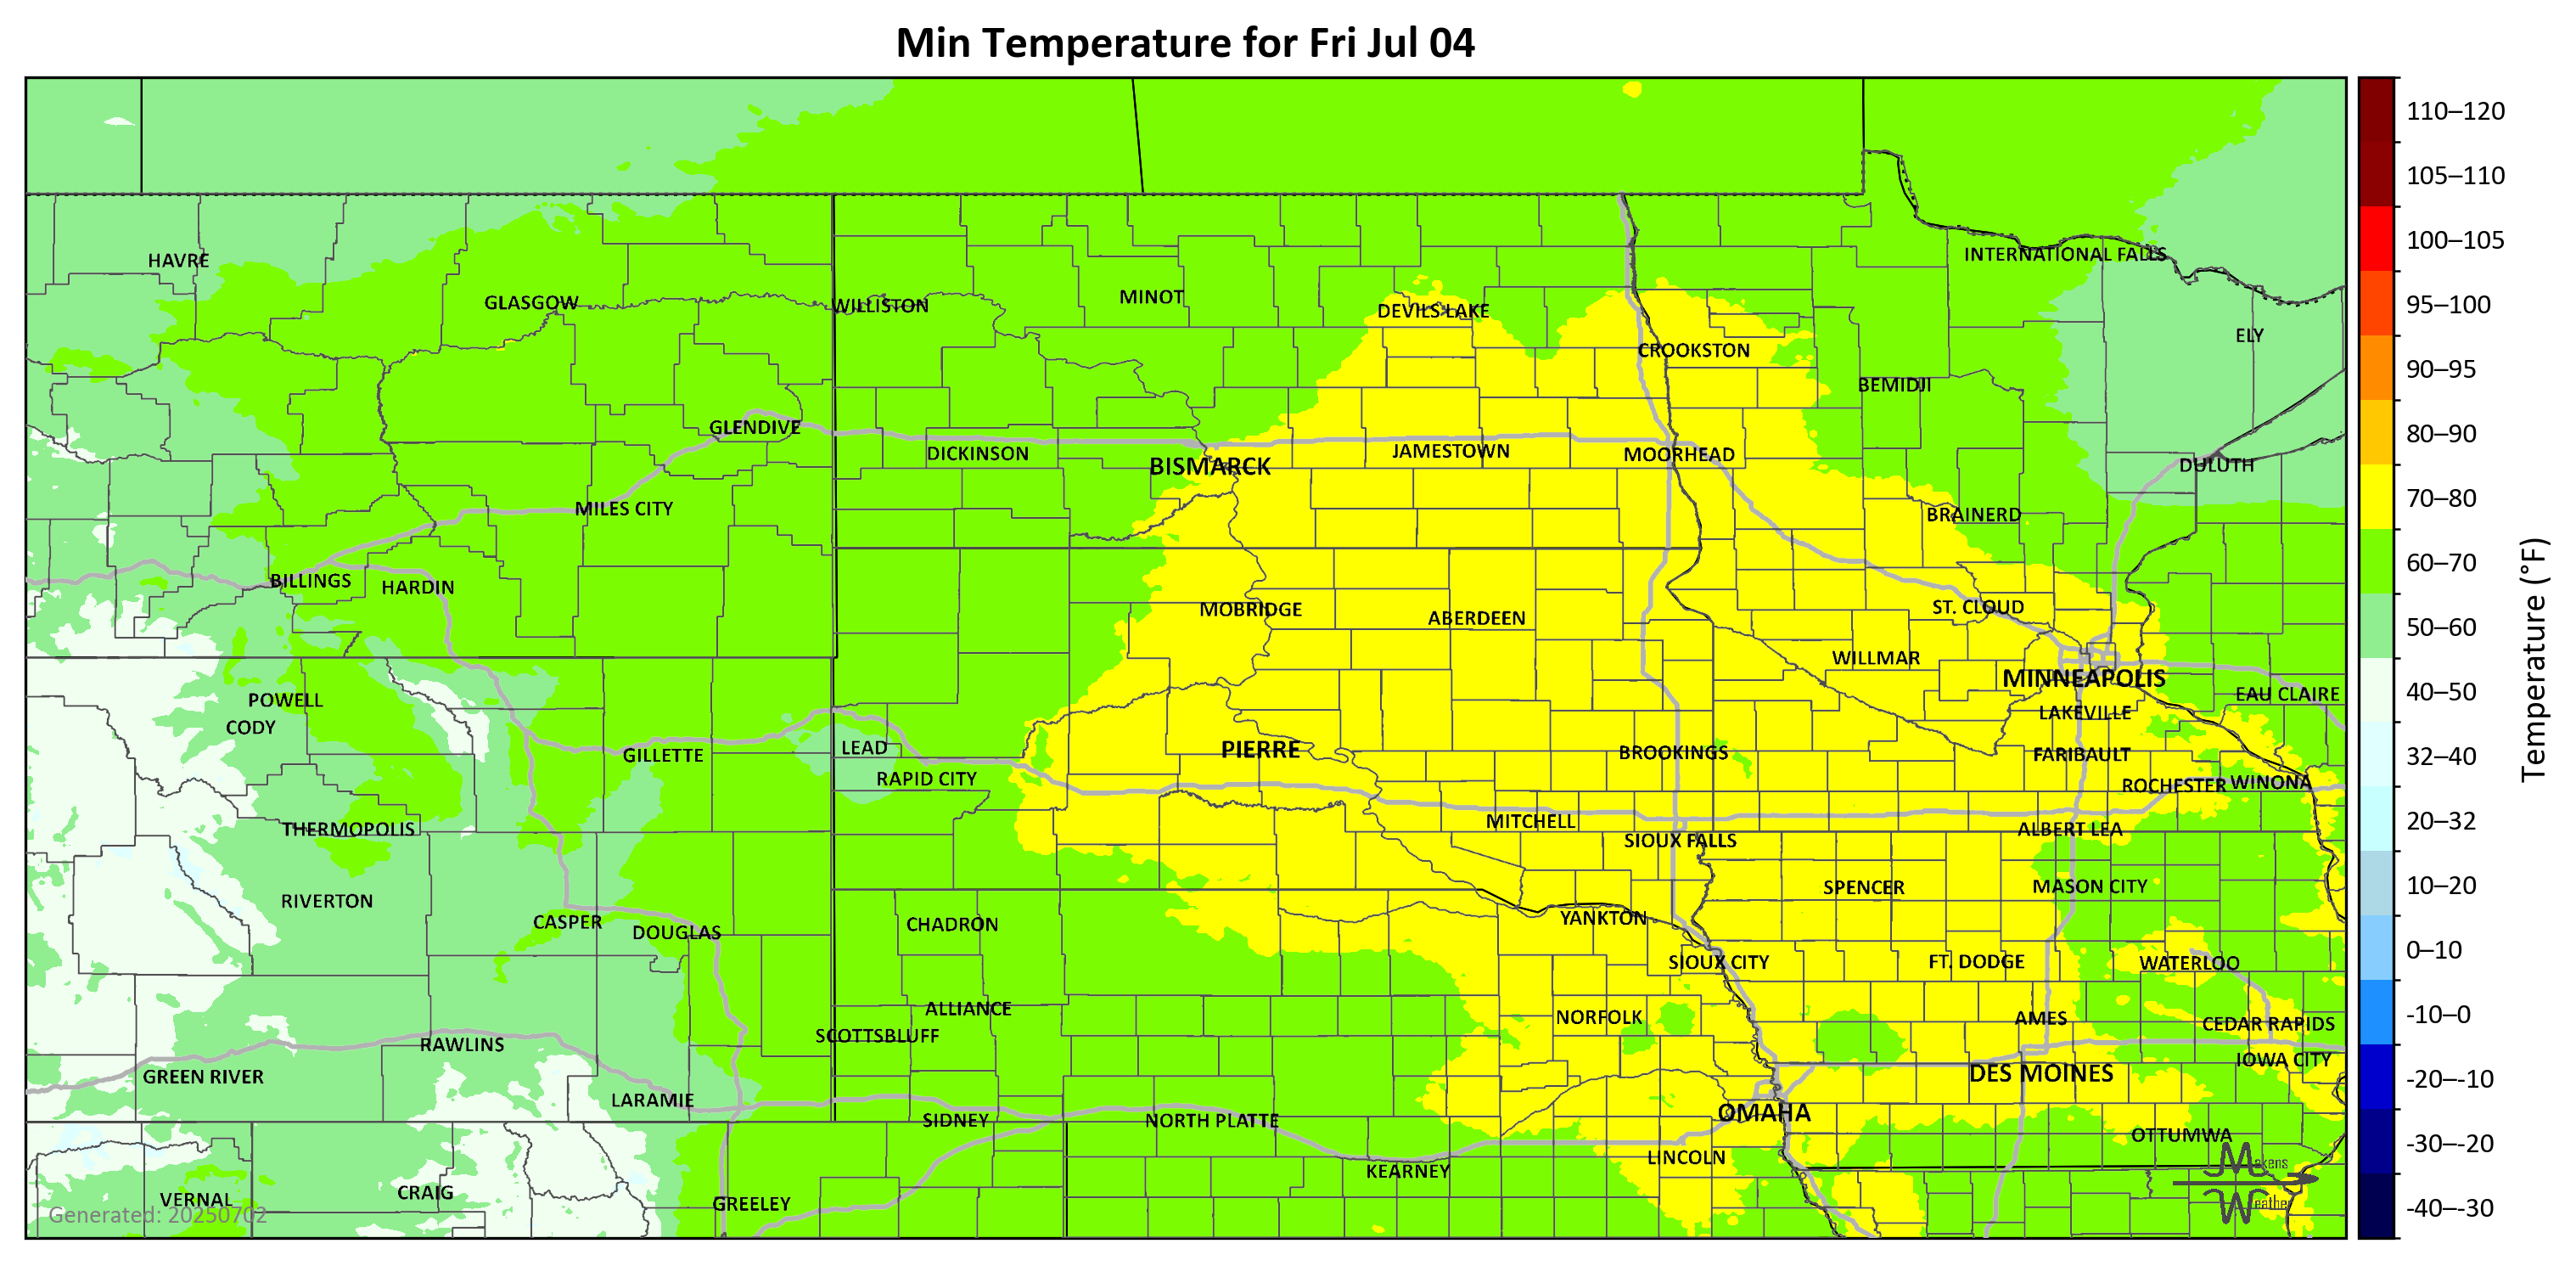 Min Temperature for Fri Jul 04
110–120
105–110
100–105
95–100
90–95
80–90
70–80
60–70
50–60
40–50
32–40
20–32
10–20
0–10
-10–0
-20–-10
-30–-20
-40–-30
Temperature (°F)
INTERNATIONAL FALLS
HAVRE
GLASGOW
WILLISTON
MINOT
DEVILS LAKE
ELY
CROOKSTON
BEMIDJI
GLENDIVE
DICKINSON
BISMARCK
JAMESTOWN
MOORHEAD
DULUTH
MILES CITY
BRAINERD
BILLINGS
HARDIN
MOBRIDGE
ABERDEEN
ST. CLOUD
WILLMAR
MINNEAPOLIS
EAU CLAIRE
POWELL
CODY
LAKEVILLE
GILLETTE
LEAD
PIERRE
BROOKINGS
FARIBAULT
RAPID CITY
ROCHESTER
WINONA
THERMOPOLIS
MITCHELL
ALBERT LEA
SIOUX FALLS
RIVERTON
SPENCER
MASON CITY
CASPER
DOUGLAS
CHADRON
YANKTON
SIOUX CITY
FT. DODGE
WATERLOO
ALLIANCE
NORFOLK
AMES
CEDAR RAPIDS
SCOTTSBLUFF
RAWLINS
IOWA CITY
GREEN RIVER
DES MOINES
LARAMIE
OMAHA
SIDNEY
NORTH PLATTE
OTTUMWA
LINCOLN
KEARNEY
VERNAL
CRAIG
GREELEY
Makens
Weather
Generated: 20250702